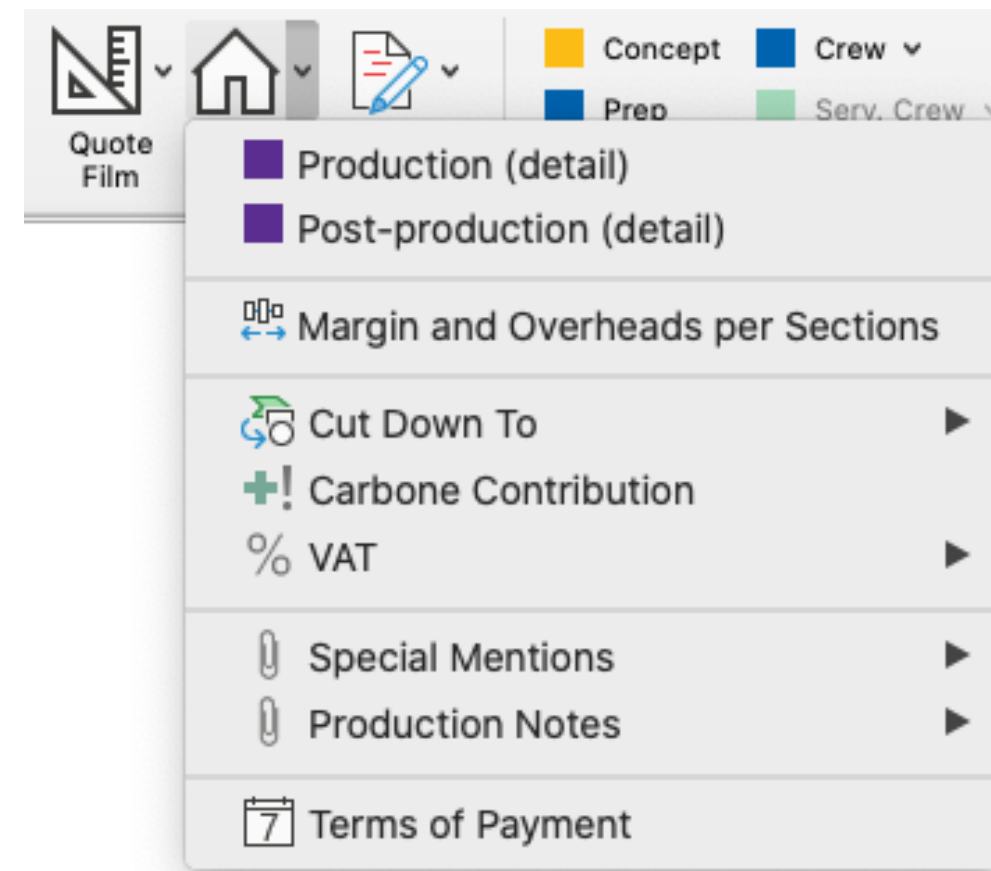 Quote
Film
Concept
Crew
Prep
Serv. Crew
Production (detail)
Post-production (detail)
Margin and Overheads per Sections
Cut Down To
Carbone Contribution
% VAT
Special Mentions
Production Notes
7 Terms of Payment